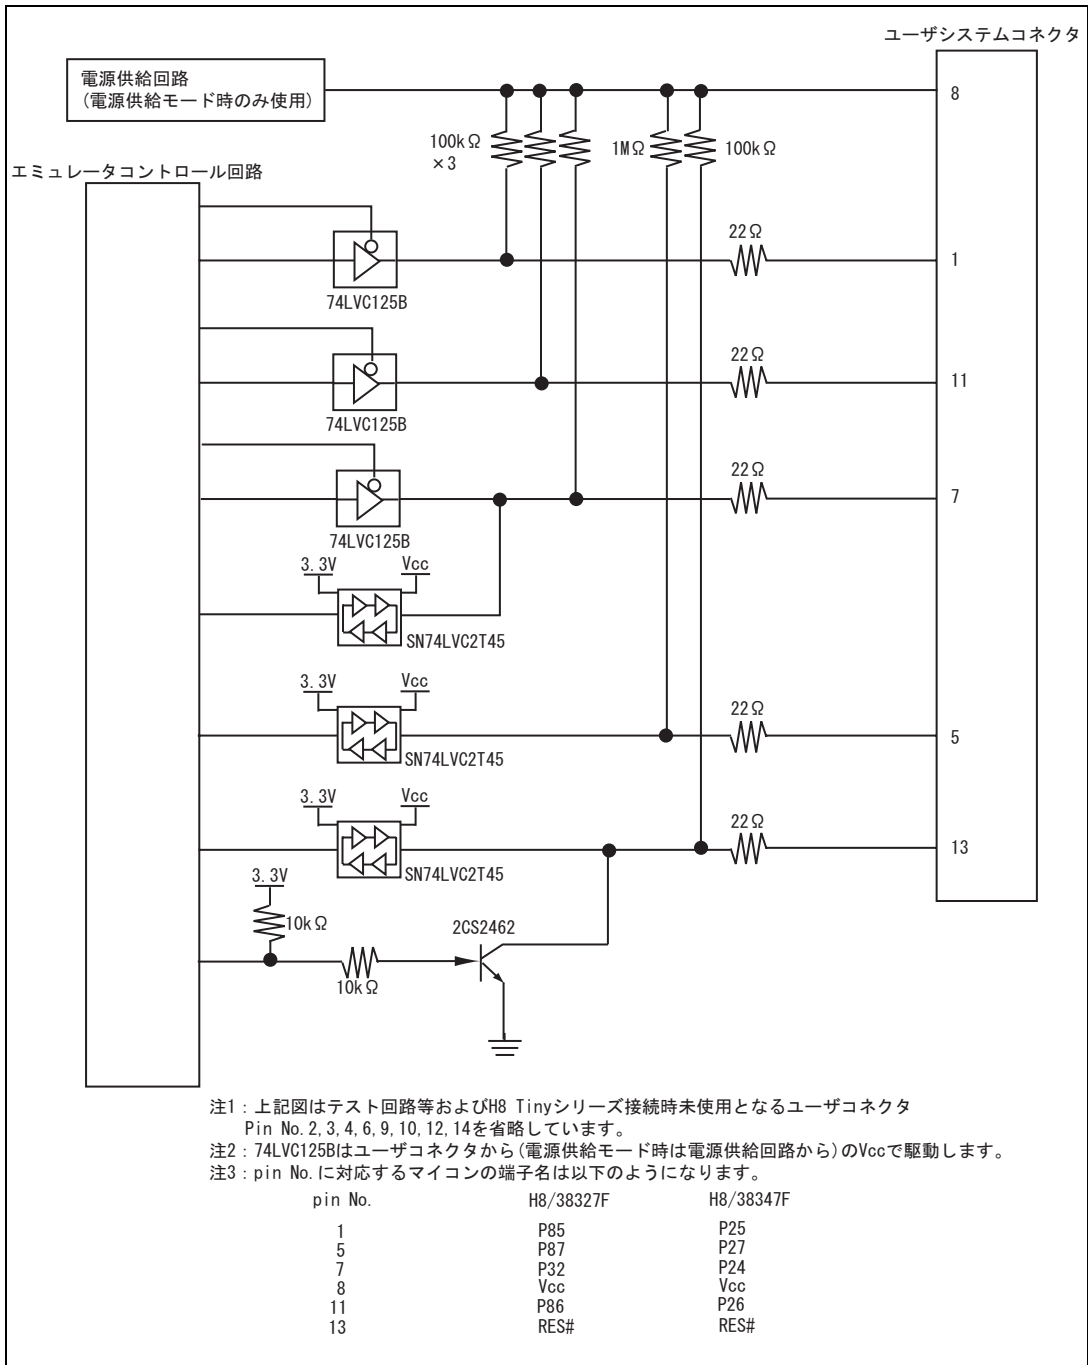 ユーザシステムコネクタ
電源供給回路
(電源供給モード時のみ使用)
8
100kΩ
×3
1MΩ
100kΩ
エミュレータコントロール回路
22Ω
1
74LVC125B
22Ω
11
74LVC125B
22Ω
7
74LVC125B
3.3V
Vcc
SN74LVC2T45
3.3V
Vcc
22Ω
5
SN74LVC2T45
3.3V
Vcc
22Ω
13
SN74LVC2T45
3.3V
10kΩ
2CS2462
10kΩ
注1：上記図はテスト回路等およびH8 Tinyシリーズ接続時未使用となるユーザコネクタ
Pin No.2,3,4,6,9,10,12,14を省略しています。
注2：74LVC125Bはユーザコネクタから(電源供給モード時は電源供給回路から)のVccで駆動します。
注3：pin No.に対応するマイコンの端子名は以下のようになります。
pin No. H8/38327F H8/38347F
1 P85 P25
5 P87 P27
7 P32 P24
8 Vcc Vcc
11 P86 P26
13 RES# RES#